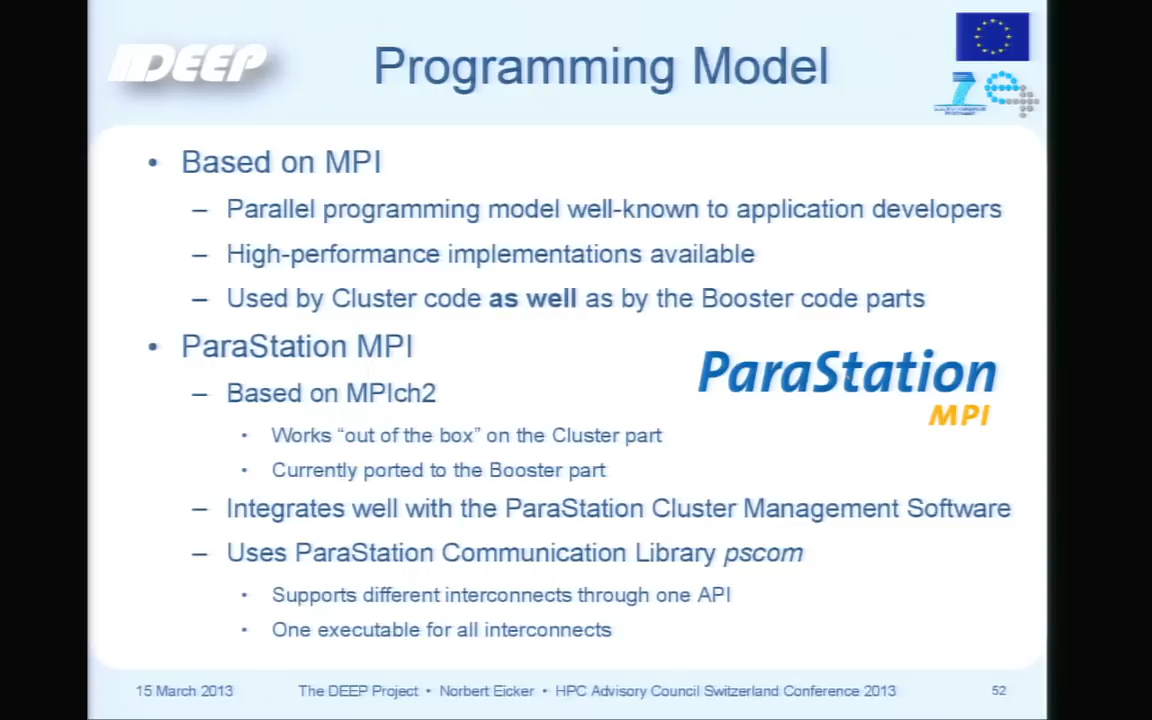 DEEP
Programming Model
• Based on MPI
– Parallel programming model well-known to application developers
– High-performance implementations available
– Used by Cluster code as well as by the Booster code parts
• ParaStation MPI
ParaStation
MPI
– Based on MPIch2
• Works “out of the box” on the Cluster part
• Currently ported to the Booster part
– Integrates well with the ParaStation Cluster Management Software
– Uses ParaStation Communication Library pscom
• Supports different interconnects through one API
• One executable for all interconnects
15 March 2013 The DEEP Project • Norbert Eicker • HPC Advisory Council Switzerland Conference 2013 52